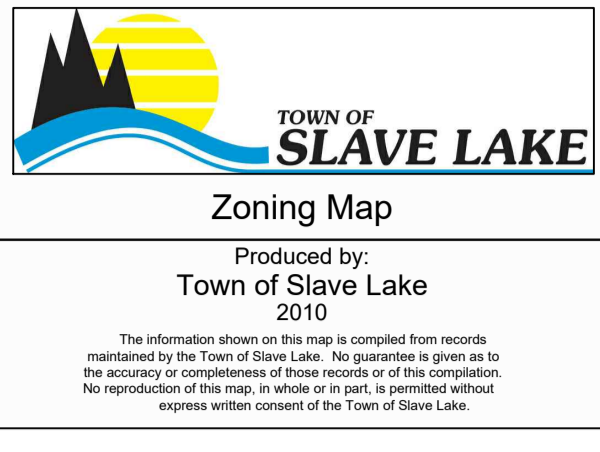 TOWN OF
SLAVE LAKE
Zoning Map
Produced by:
Town of Slave Lake
2010
The information shown on this map is compiled from records
maintained by the Town of Slave Lake. No guarantee is given as to
the accuracy or completeness of those records or of this compilation.
No reproduction of this map, in whole or in part, is permitted without
express written consent of the Town of Slave Lake.